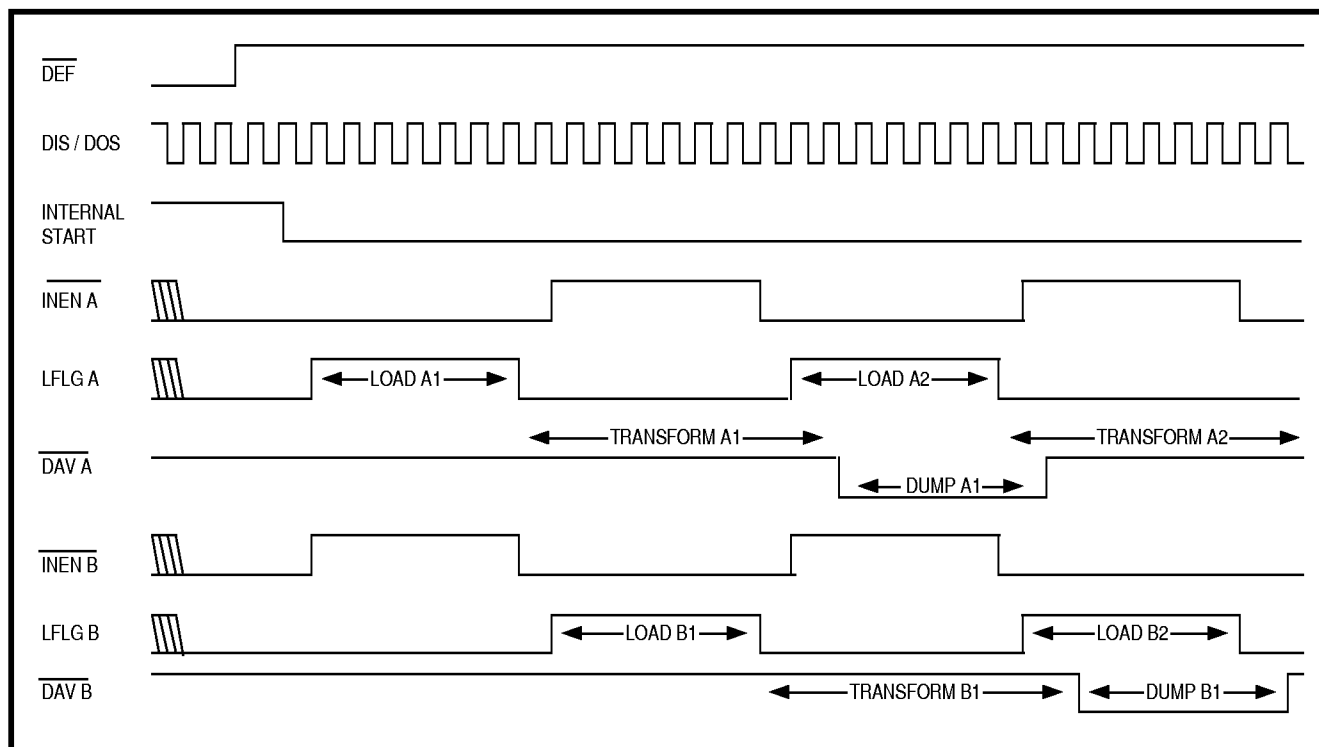 DEF
DIS / DOS
INTERNAL
START
INEN A
LFLG A
LOAD A1
LOAD A2
TRANSFORM A1
TRANSFORM A2
DAV A
DUMP A1
INEN B
LFLG B
LOAD B1
LOAD B2
DAV B
TRANSFORM B1
DUMP B1